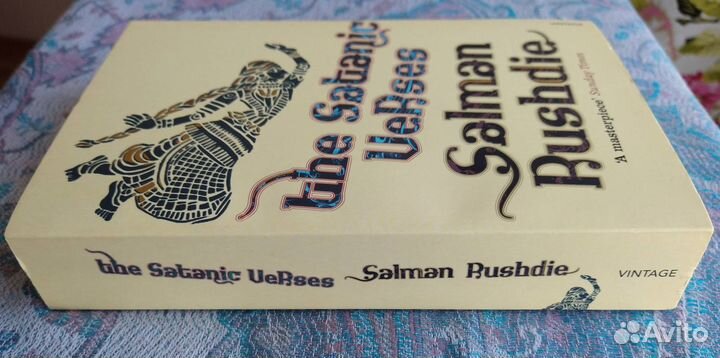 the Satanic
Verses
Salman
Rushdie
'A masterpiece' Sunday Times
the Satanic Verses Salman Rushdie
VINTAGE
Avito